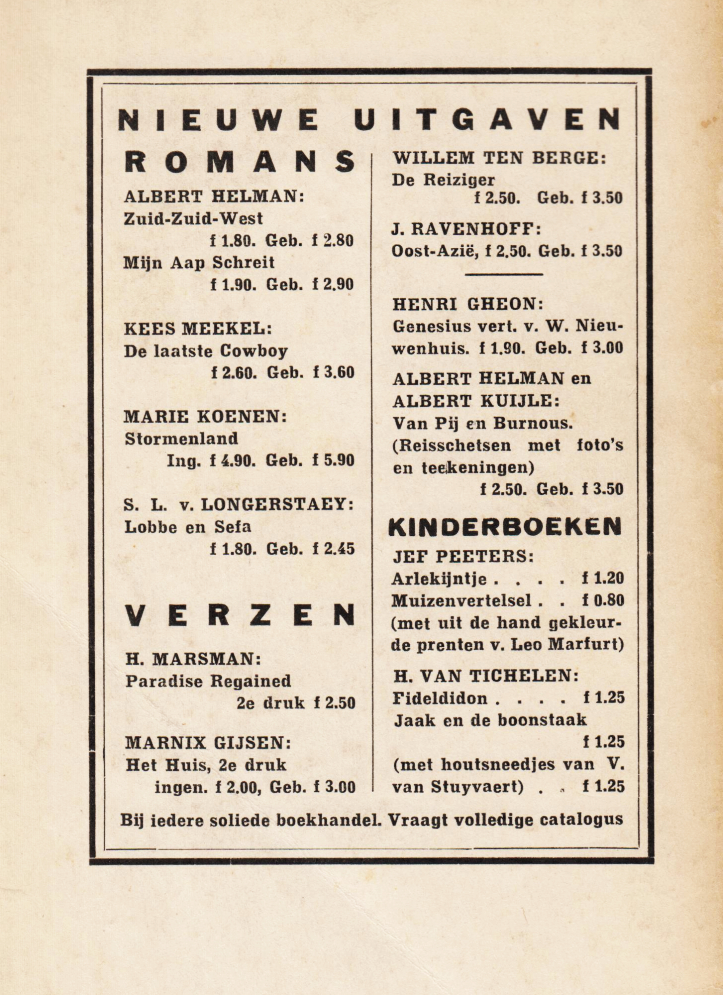 NIEUWE UITGAVEN
ROMANS
ALBERT HELMAN:
Zuid-Zuid-West
f 1.80. Geb. f 2.80
Mijn Aap Schreit
f 1.90. Geb. f 2.90
KEES MEEKEL:
De laatste Cowboy
f 2.60. Geb. f 3.60
MARIE KOENEN:
Stormenland
Ing. f 4.90. Geb. f 5.90
S. L. v. LONGERSTAEY:
Lobbe en Sefa
f 1.80. Geb. f 2.45
VERZEN
H. MARSMAN:
Paradise Regained
2e druk f 2.50
MARNIX GIJSEN:
Het Huis, 2e druk
ingen. f 2.00, Geb. f 3.00
WILLEM TEN BERGE:
De Reiziger
f 2.50. Geb. f 3.50
J. RAVENHOFF:
Oost-Azië, f 2.50. Geb. f 3.50
HENRI GHEON:
Genesius vert. v. W. Nieu-
wenhuis. f 1.90. Geb. f 3.00
ALBERT HELMAN en
ALBERT KUIJLE:
Van Pij en Burnous.
(Reisschetsen met foto's
en teekeningen)
f 2.50. Geb. f 3.50
KINDERBOEKEN
JEF PEETERS:
Arlekijntje . . . . f 1.20
Muizenvertelsel . . f 0.80
(met uit de hand gekleur-
de prenten v. Leo Marfurt)
H. VAN TICHELEN:
Fideldidon . . . . f 1.25
Jaak en de boonstaak
f 1.25
(met houtsneedjes van V.
van Stuyvaert) . . f 1.25
Bij iedere soliede boekhandel. Vraagt volledige catalogus